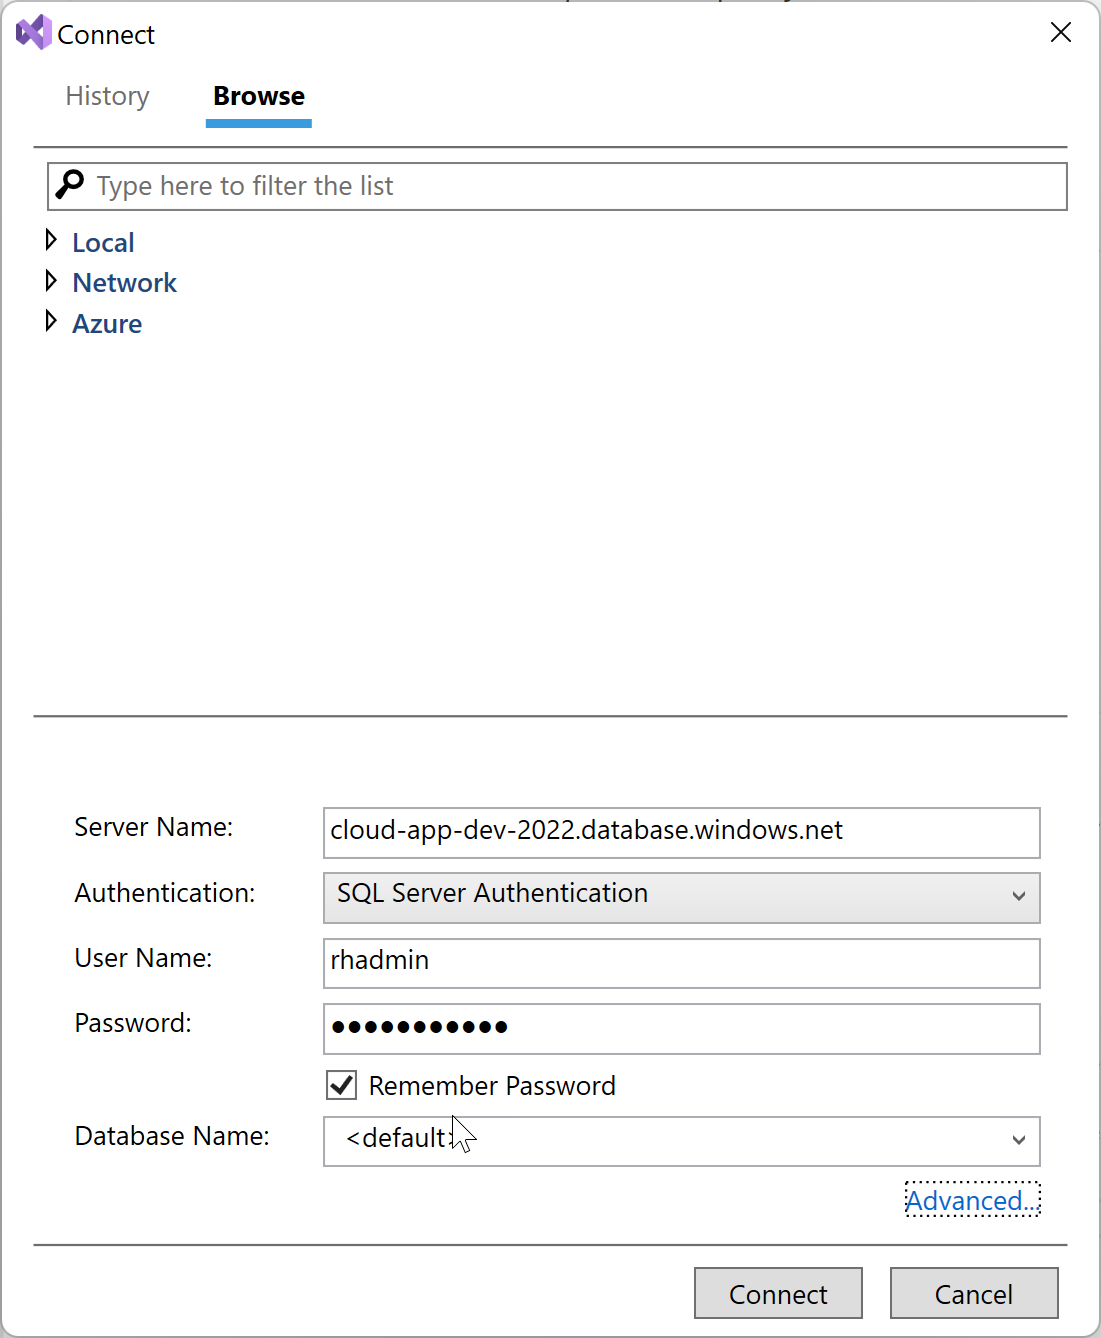 Connect
History Browse
Type here to filter the list
Local
Network
Azure
Server Name: cloud-app-dev-2022.database.windows.net
Authentication: SQL Server Authentication
User Name: rhadmin
Password: ●●●●●●●●●●●
Remember Password
Database Name: <default>
Advanced...
Connect Cancel